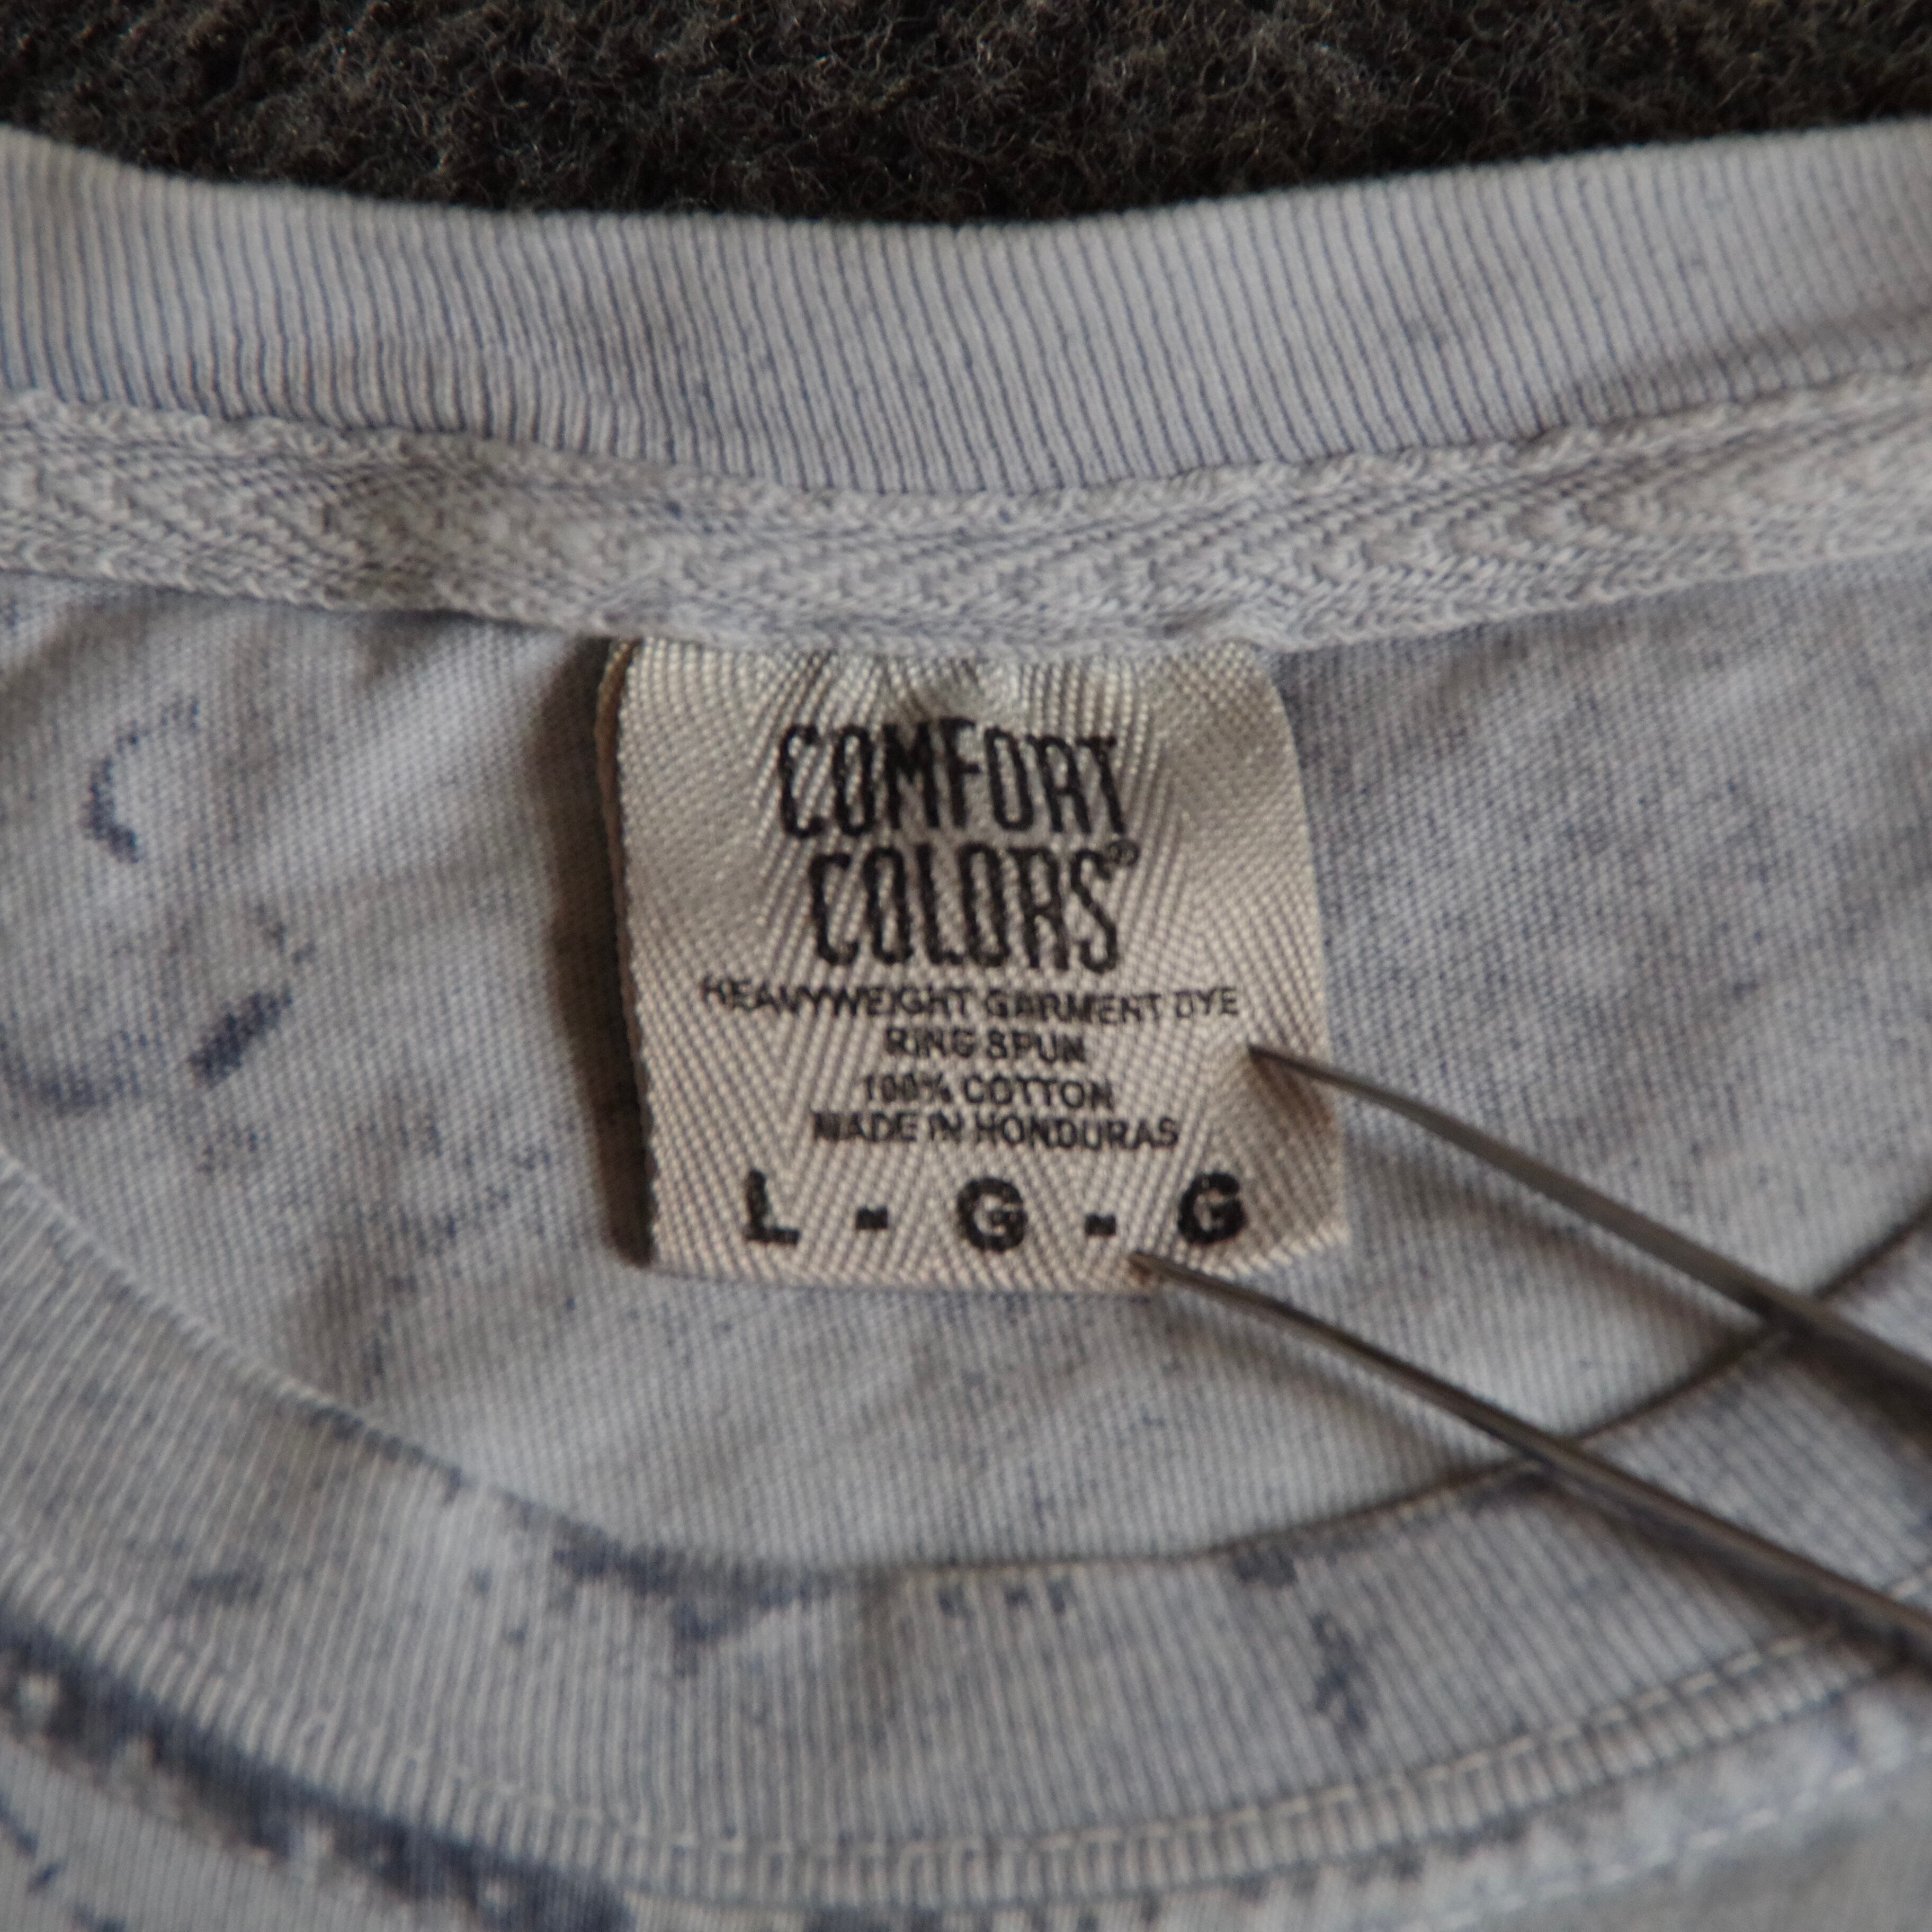 COMFORT
COLORS®
HEAVYWEIGHT GARMENT DYE
RING SPUN
100% COTTON
MADE IN HONDURAS
L - G - G